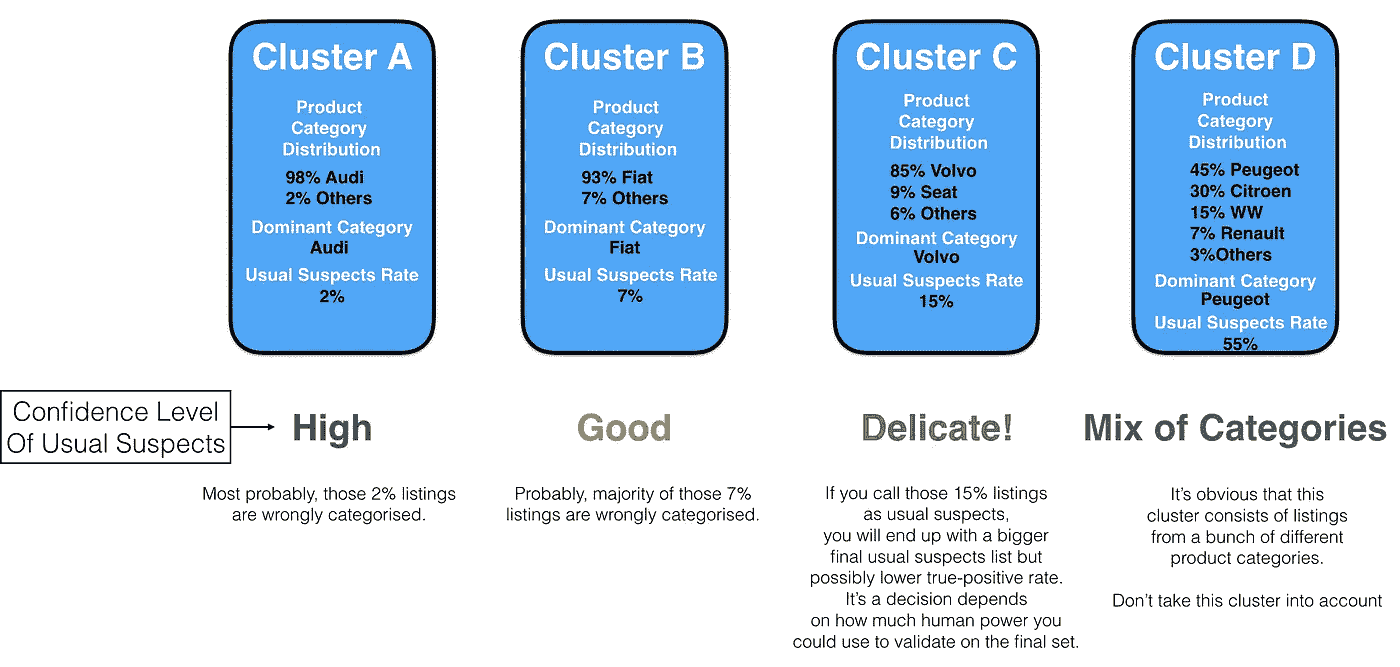 Cluster A
Product
Category
Distribution
98% Audi
2% Others
Dominant Category
Audi
Usual Suspects Rate
2%
Cluster B
Product
Category
Distribution
93% Fiat
7% Others
Dominant Category
Fiat
Usual Suspects Rate
7%
Cluster C
Product
Category
Distribution
85% Volvo
9% Seat
6% Others
Dominant Category
Volvo
Usual Suspects Rate
15%
Cluster D
Product
Category
Distribution
45% Peugeot
30% Citroen
15% WW
7% Renault
3%Others
Dominant Category
Peugeot
Usual Suspects Rate
55%
Confidence Level
Of Usual Suspects
High
Good
Delicate!
Mix of Categories
Most probably, those 2% listings
are wrongly categorised.
Probably, majority of those 7%
listings are wrongly categorised.
If you call those 15% listings
as usual suspects,
you will end up with a bigger
final usual suspects list but
possibly lower true-positive rate.
It's a decision depends
on how much human power you
could use to validate on the final set.
It's obvious that this
cluster consists of listings
from a bunch of different
product categories.
Don't take this cluster into account